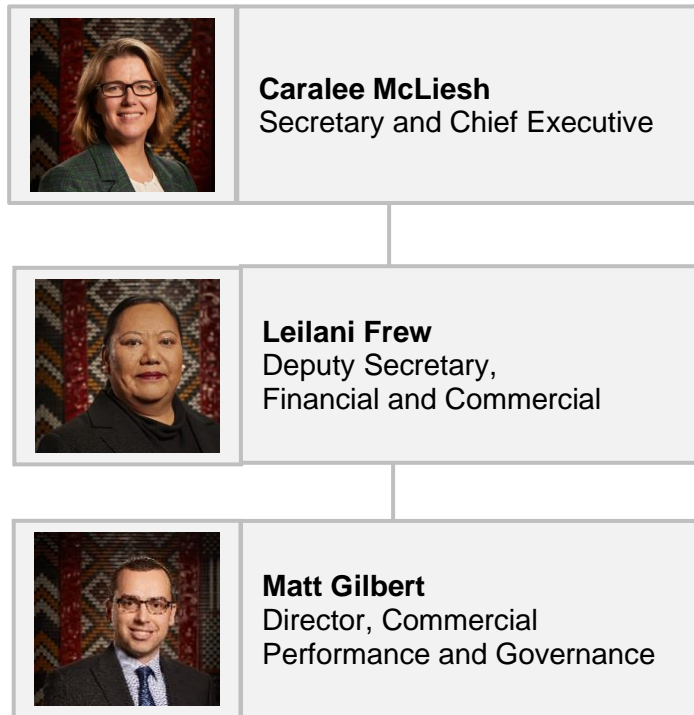 Caralee McLiesh
Secretary and Chief Executive
Leilani Frew
Deputy Secretary,
Financial and Commercial
Matt Gilbert
Director, Commercial
Performance and Governance